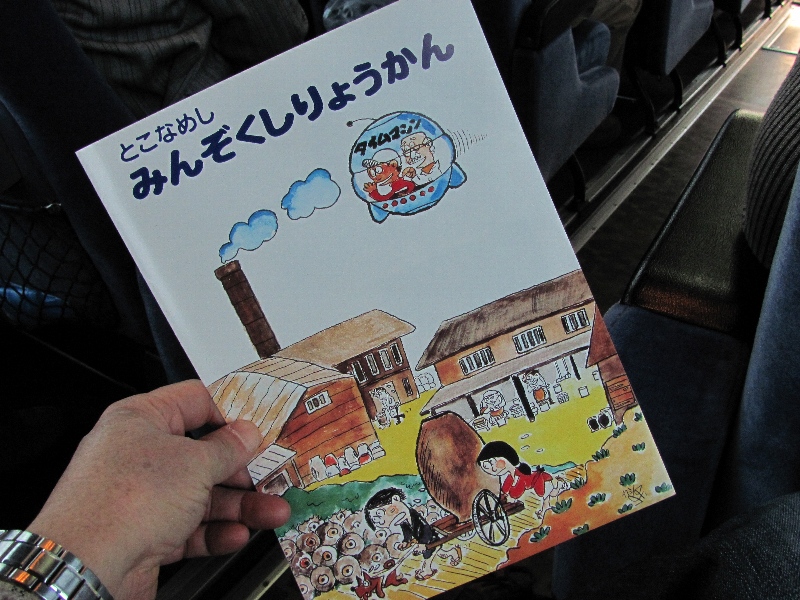 とこなめし
みんぞくしりょうかん
タイムマシン